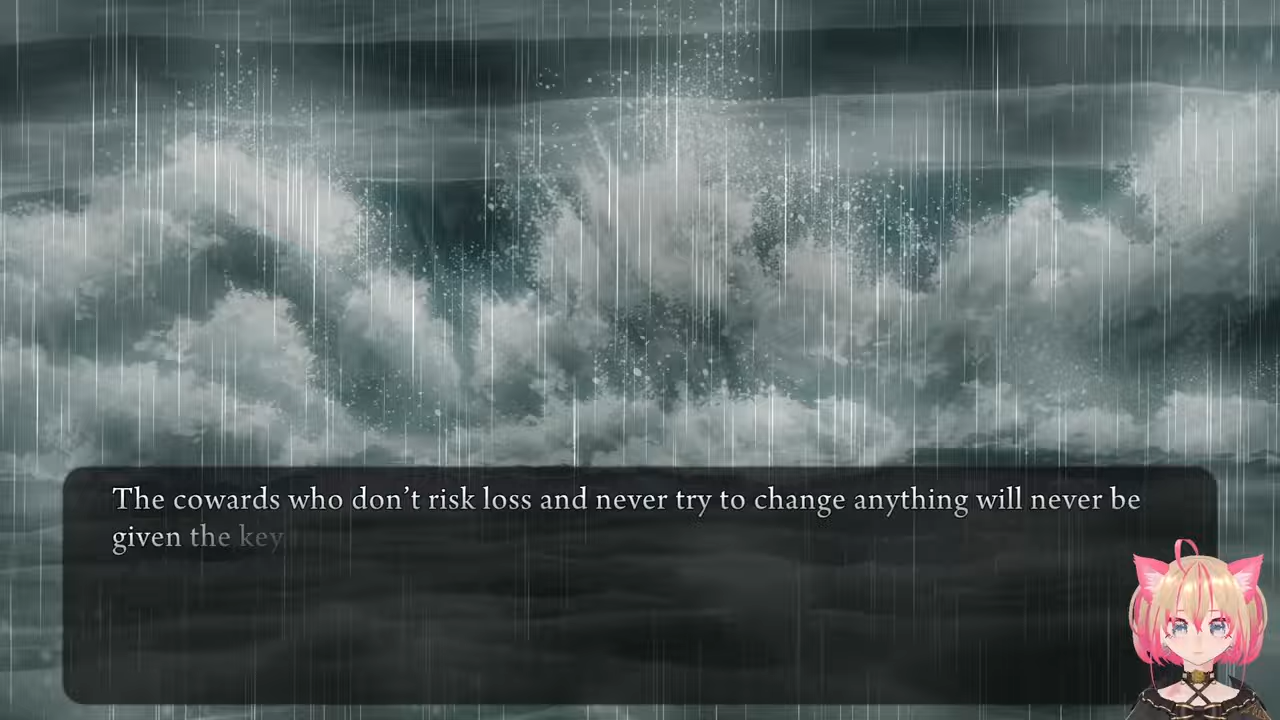 The cowards who don’t risk loss and never try to change anything will never be
given the key